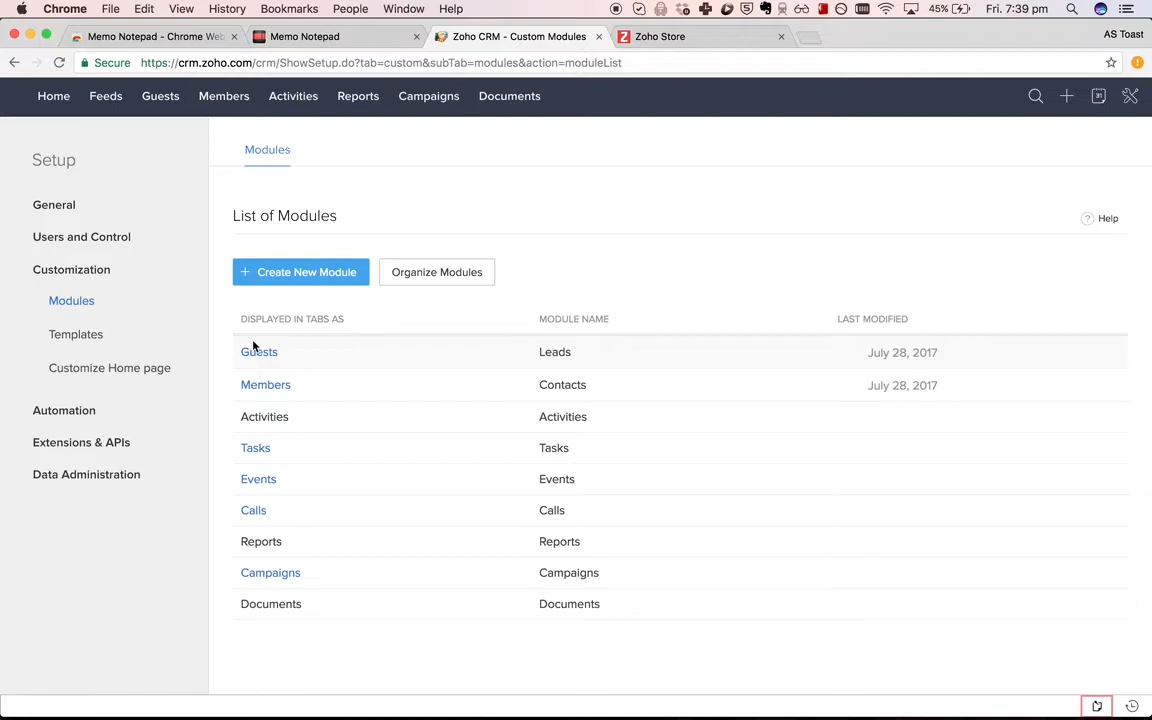 Chrome File Edit View History Bookmarks People Window Help 45% Fri. 7:39 pm
Memo Notepad - Chrome Web Memo Notepad Zoho CRM - Custom Modules Zoho Store AS Toast
Secure https://crm.zoho.com/crm/ShowSetup.do?tab=custom&subTab=modules&action=moduleList
Home Feeds Guests Members Activities Reports Campaigns Documents 31
Setup
General
Users and Control
Customization
Modules
Templates
Customize Home page
Automation
Extensions & APIs
Data Administration
Modules
List of Modules
? Help
+ Create New Module Organize Modules
DISPLAYED IN TABS AS MODULE NAME LAST MODIFIED
Guests Leads July 28, 2017
Members Contacts July 28, 2017
Activities Activities
Tasks Tasks
Events Events
Calls Calls
Reports Reports
Campaigns Campaigns
Documents Documents